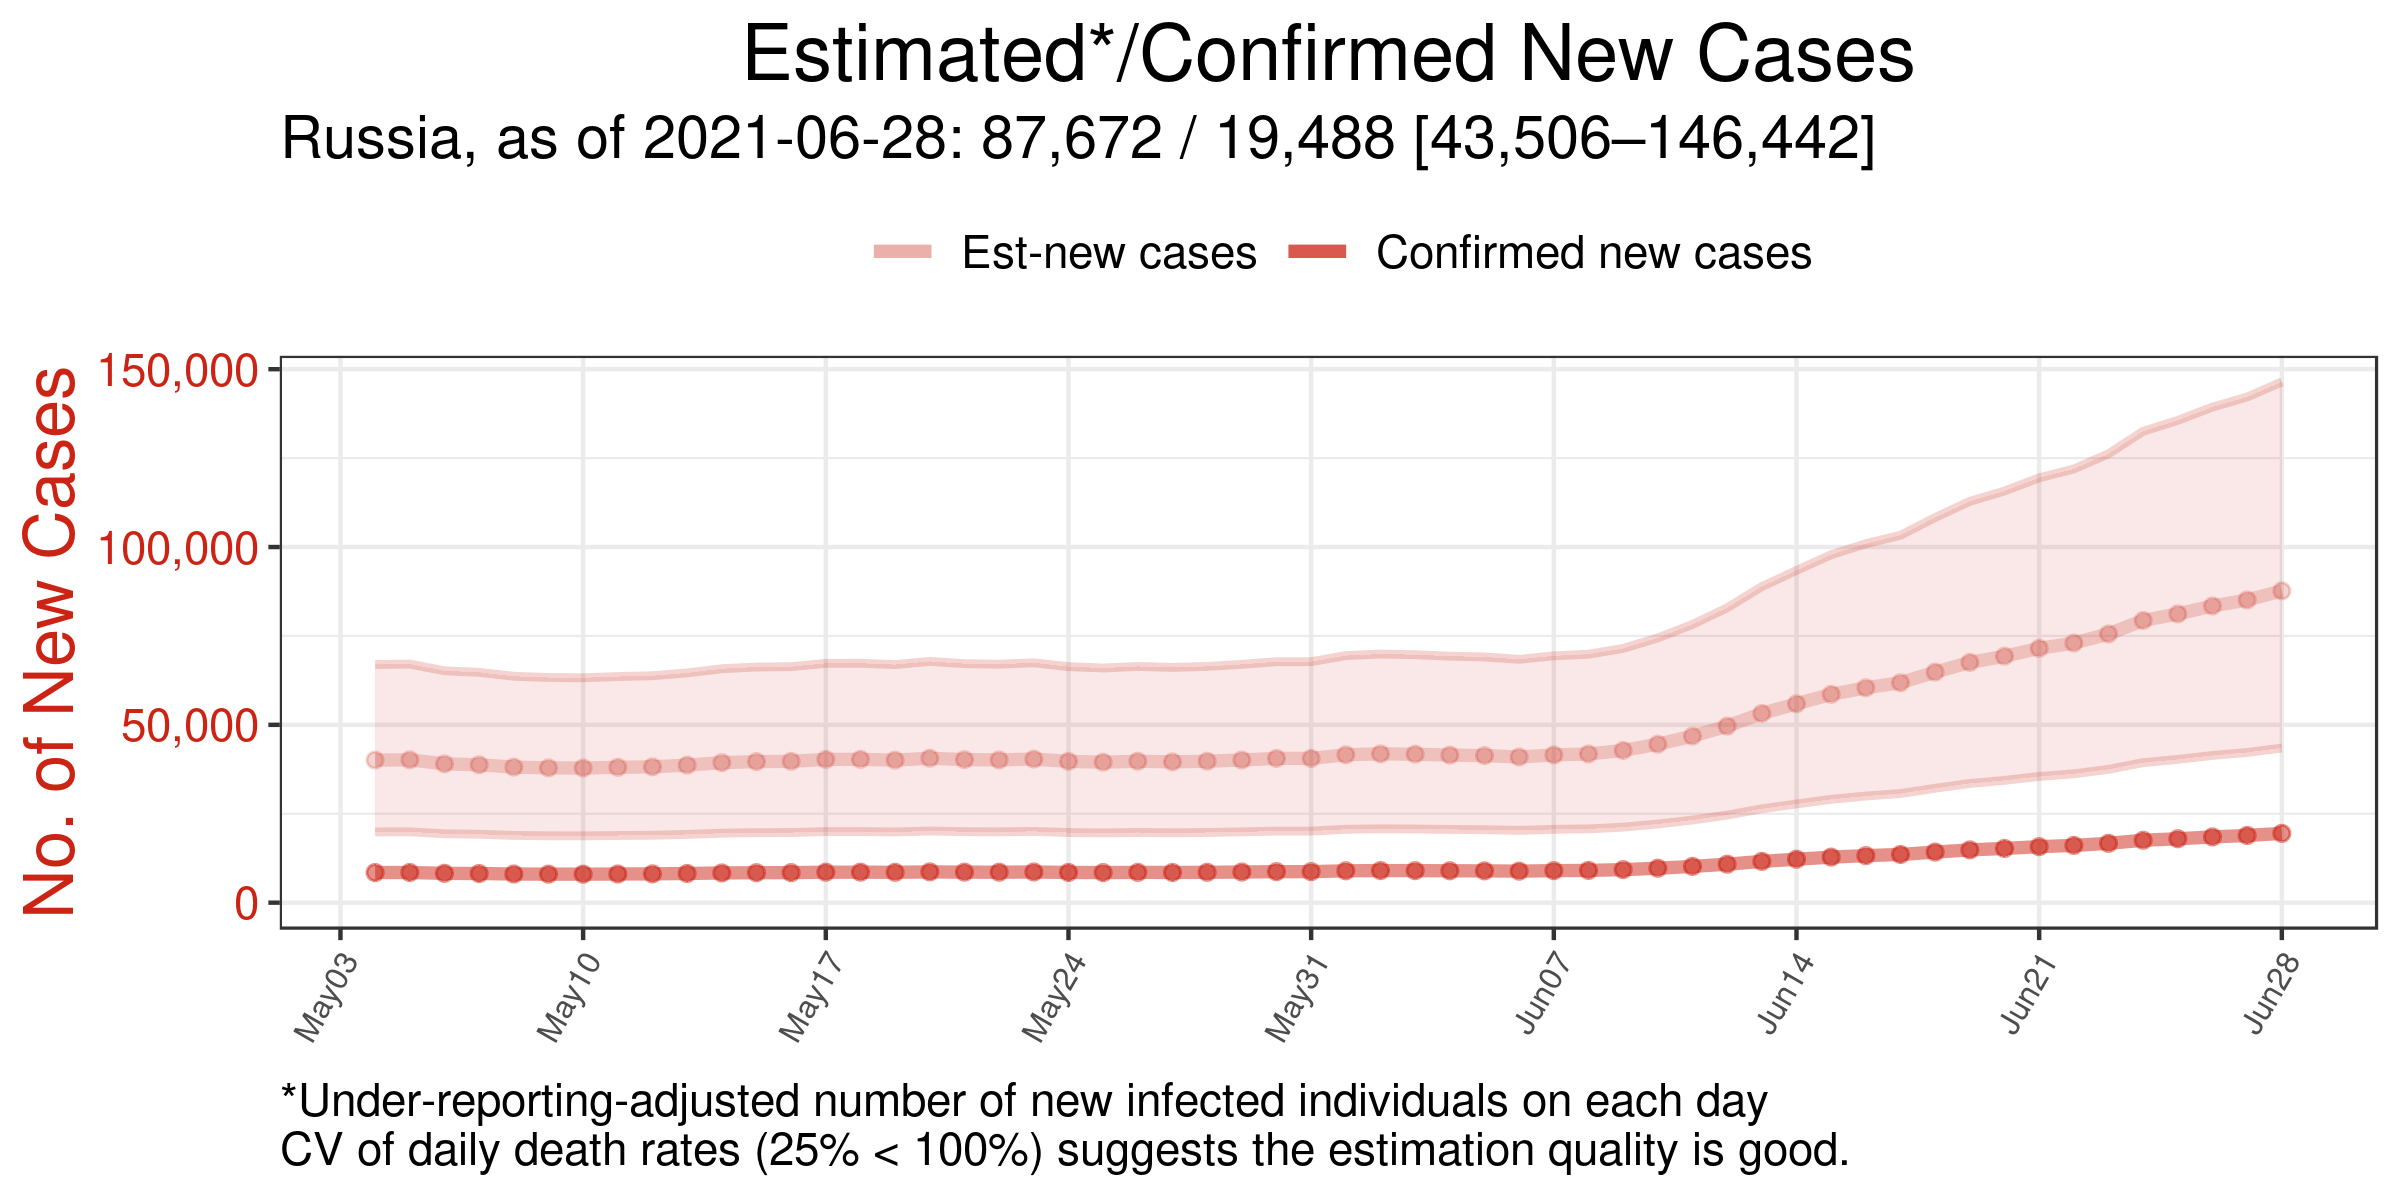 Estimated*/Confirmed New Cases
Russia, as of 2021-06-28: 87,672 / 19,488 [43,506–146,442]
Est-new cases
Confirmed new cases
No. of New Cases
150,000
100,000
50,000
0
May03
May10
May17
May24
May31
Jun07
Jun14
Jun21
Jun28
*Under-reporting-adjusted number of new infected individuals on each day
CV of daily death rates (25% < 100%) suggests the estimation quality is good.